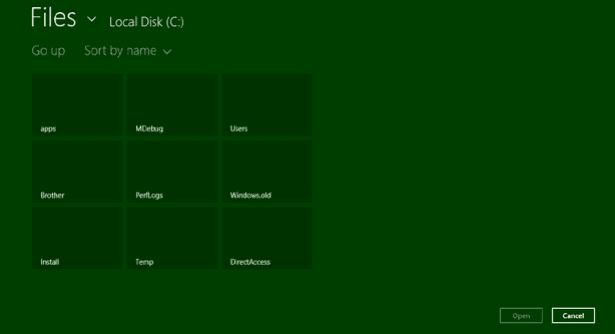 Files Local Disk (C:)
Go up Sort by name
apps MDebug Users
Brother PerfLogs Windows.old
Install Temp DirectAccess
Open Cancel